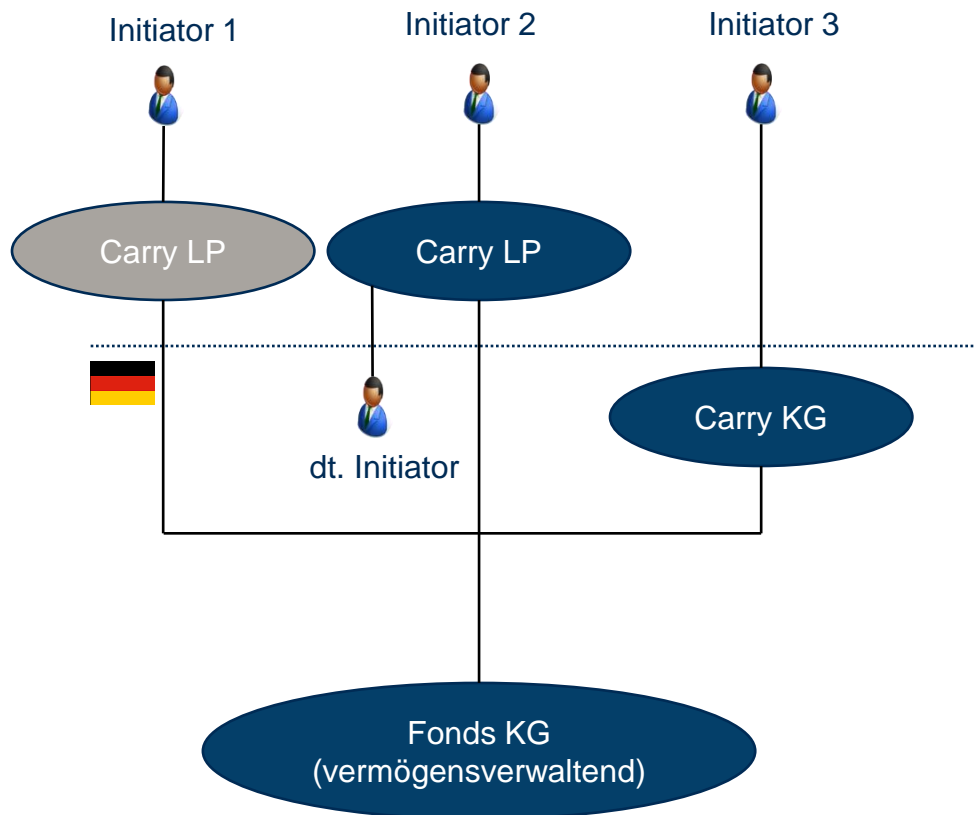 Initiator 1
Initiator 2
Initiator 3
Carry LP
Carry LP
Carry KG
dt. Initiator
Fonds KG
(vermögensverwaltend)